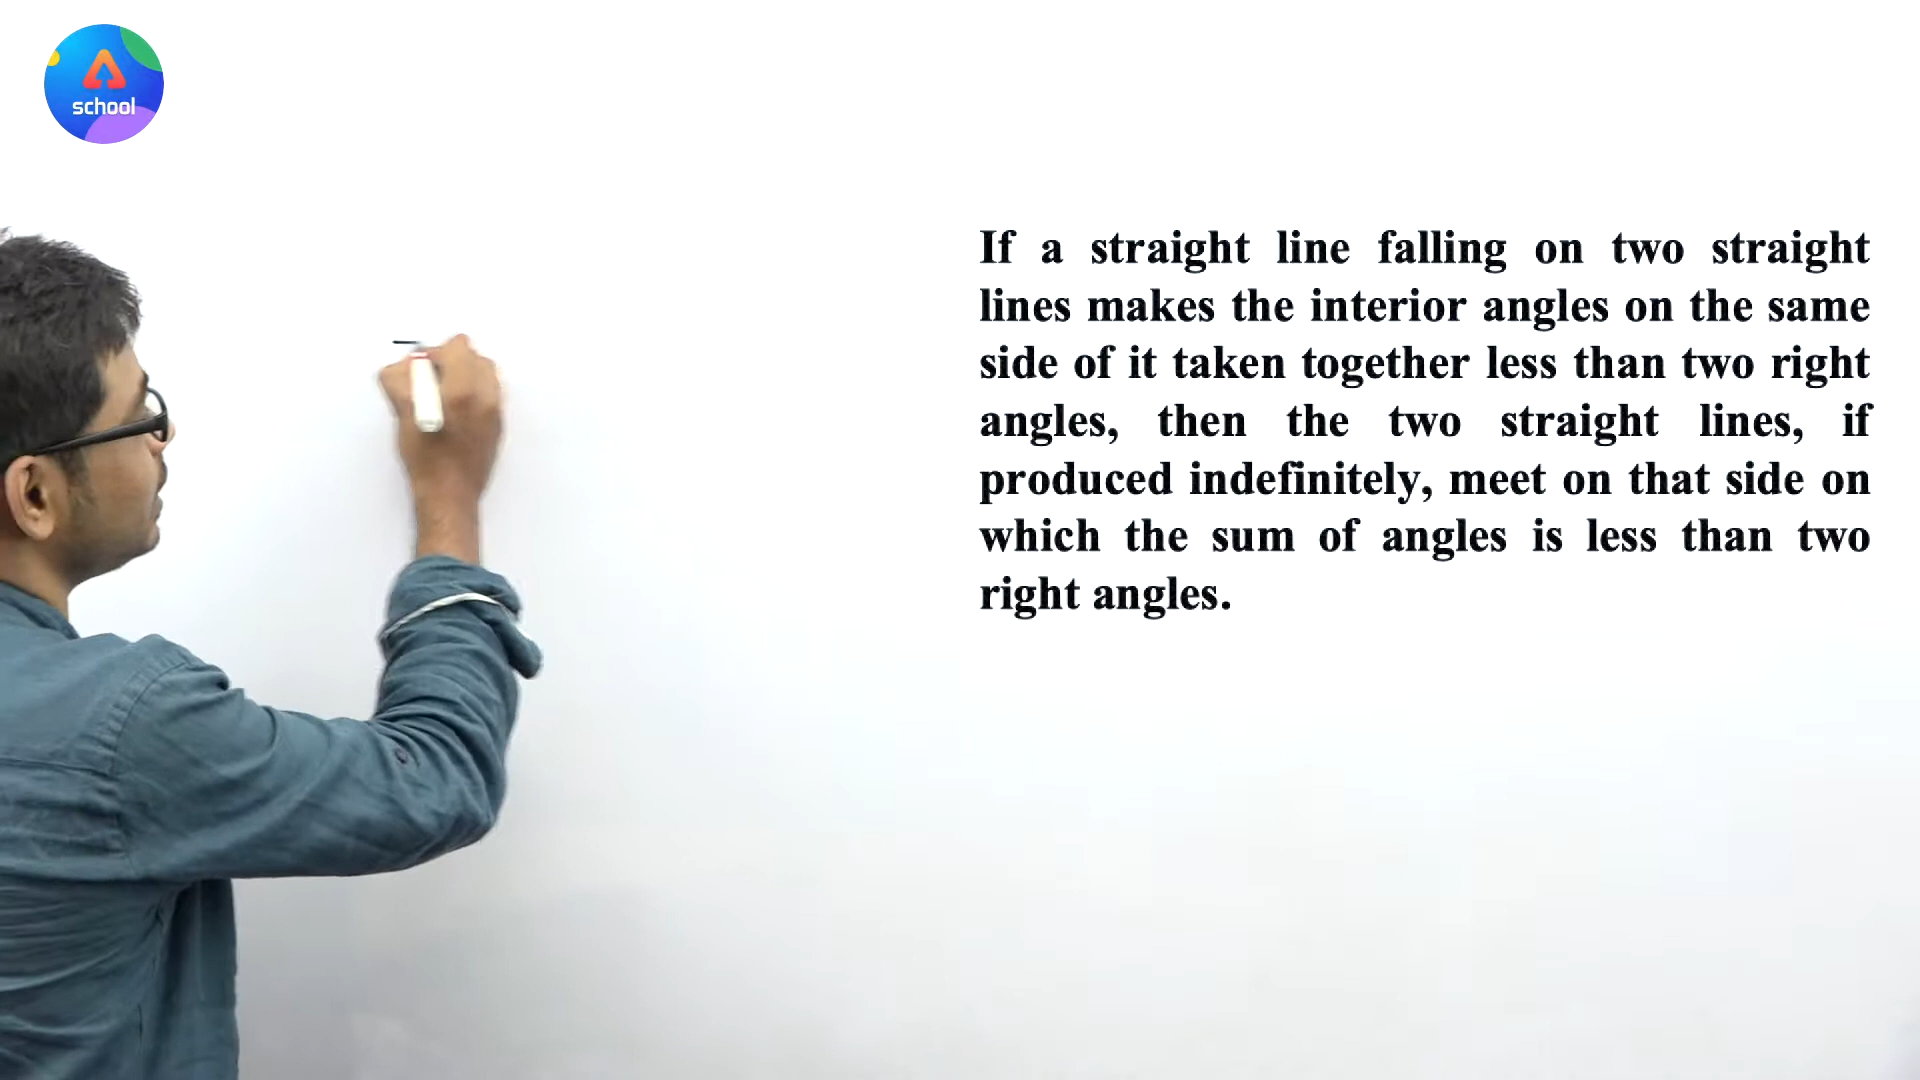 school
If a straight line falling on two straight
lines makes the interior angles on the same
side of it taken together less than two right
angles, then the two straight lines, if
produced indefinitely, meet on that side on
which the sum of angles is less than two
right angles.